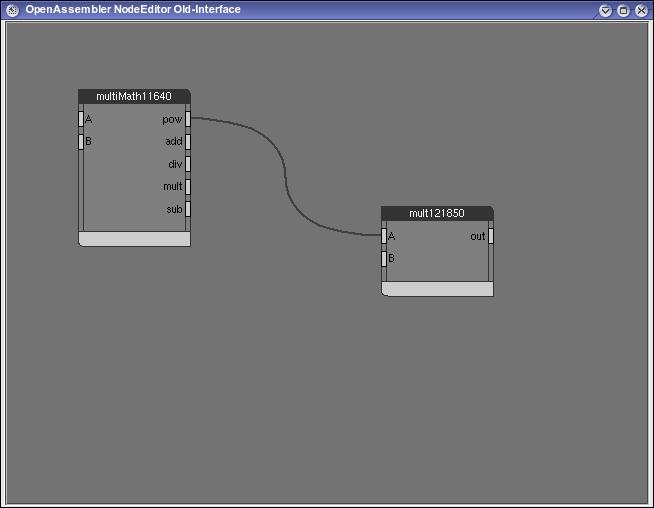 OpenAssembler NodeEditor Old-Interface
multiMath11640
A pow
B add
div
mult
sub
mult121850
A out
B